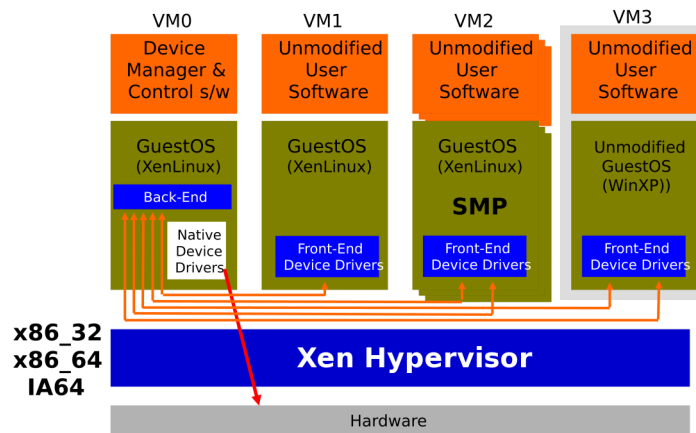 VM0
VM1
VM2
VM3
Device
Manager &
Control s/w
Unmodified
User
Software
Unmodified
User
Software
Unmodified
User
Software
GuestOS
(XenLinux)
Back-End
Native
Device
Drivers
GuestOS
(XenLinux)
Front-End
Device Drivers
GuestOS
(XenLinux)
SMP
Front-End
Device Drivers
Unmodified
GuestOS
(WinXP))
Front-End
Device Drivers
x86_32
x86_64
IA64
Xen Hypervisor
Hardware